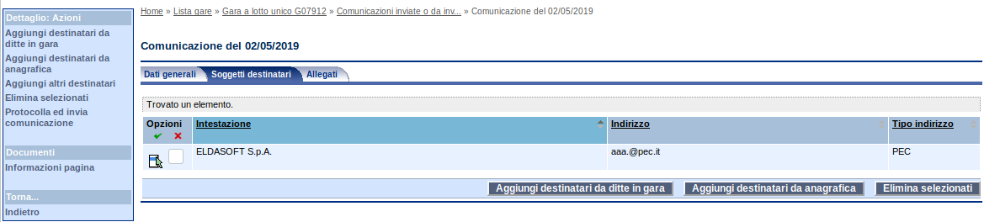 Home » Lista gare » Gara a lotto unico G07912 » Comunicazioni inviate o da inv... » Comunicazione del 02/05/2019
Dettaglio: Azioni
Aggiungi destinatari da
ditte in gara
Aggiungi destinatari da
anagrafica
Aggiungi altri destinatari
Elimina selezionati
Protocolla ed invia
comunicazione
Documenti
Informazioni pagina
Torna...
Indietro
Comunicazione del 02/05/2019
Dati generali Soggetti destinatari Allegati
Trovato un elemento.
Opzioni Intestazione Indirizzo Tipo indirizzo
ELDASOFT S.p.A. aaa.@pec.it PEC
Aggiungi destinatari da ditte in gara Aggiungi destinatari da anagrafica Elimina selezionati